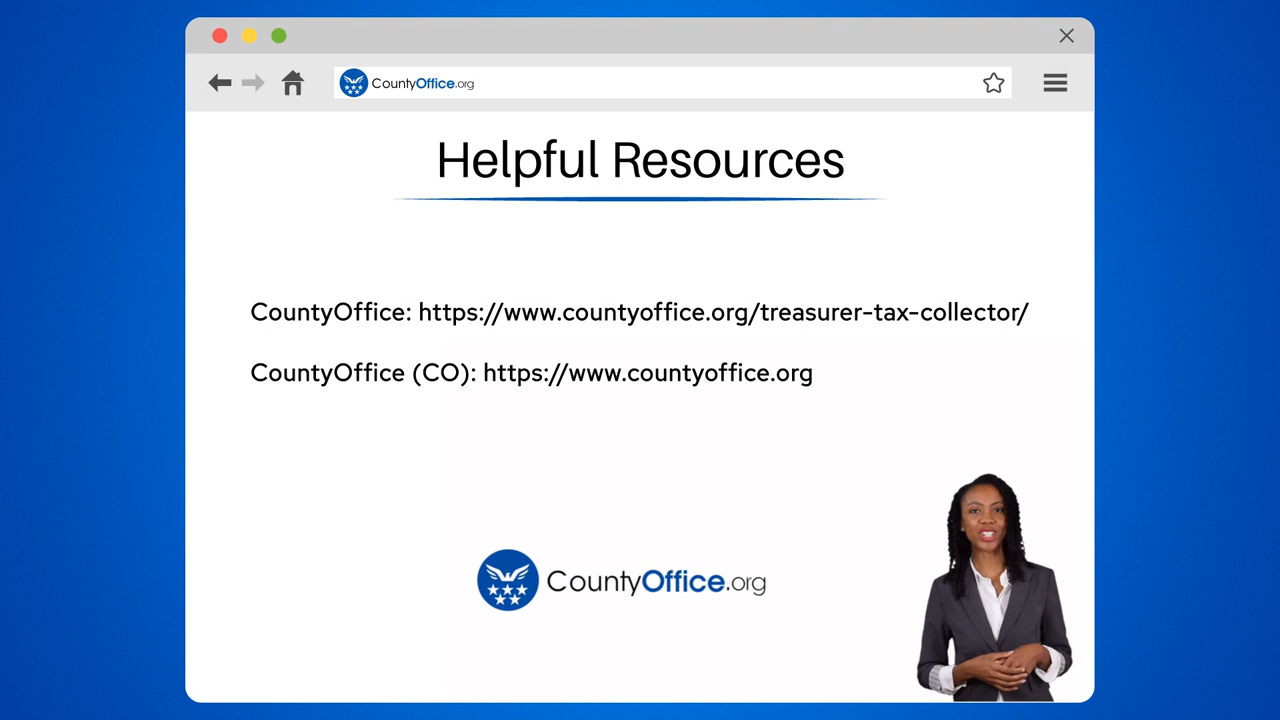 CountyOffice.org
Helpful Resources
CountyOffice: https://www.countyoffice.org/treasurer-tax-collector/
CountyOffice (CO): https://www.countyoffice.org
CountyOffice.org